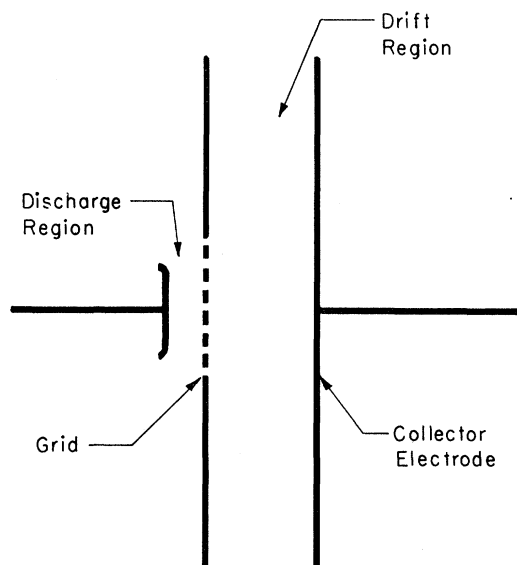 Drift
Region
Discharge
Region
Grid
Collector
Electrode